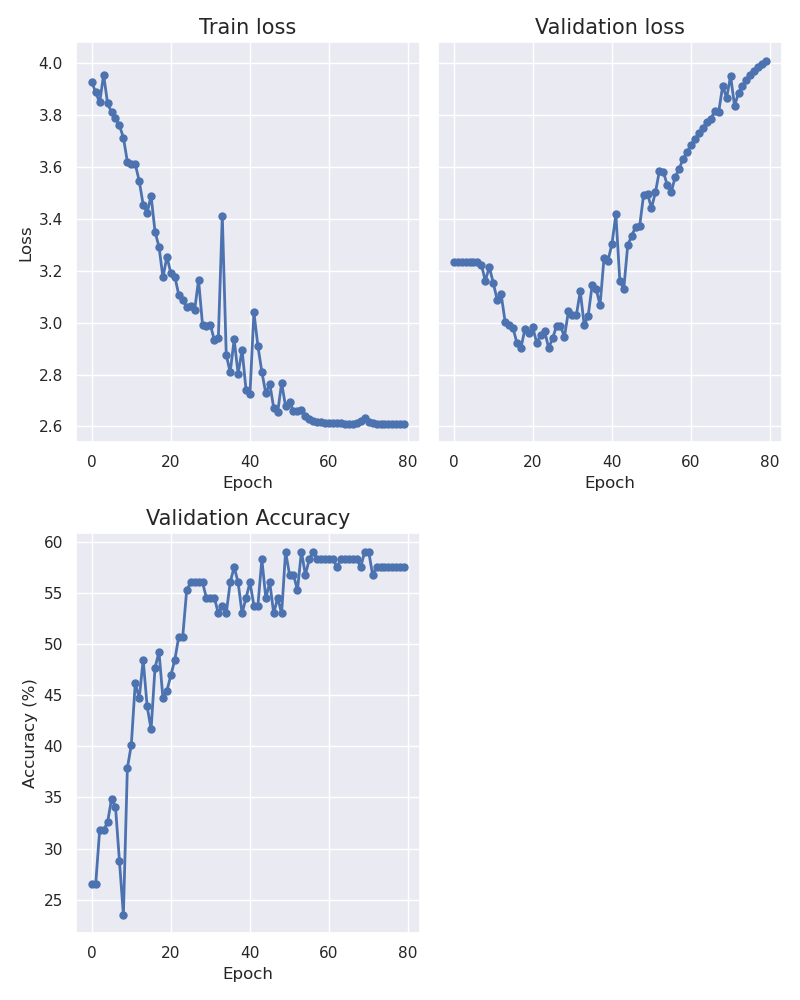 Train loss
Validation loss
4.0
3.8
3.6
3.4
3.2
3.0
2.8
2.6
Loss
0 20 40 60 80
0 20 40 60 80
Epoch
Epoch
Validation Accuracy
60
55
50
45
40
35
30
25
Accuracy (%)
0 20 40 60 80
Epoch